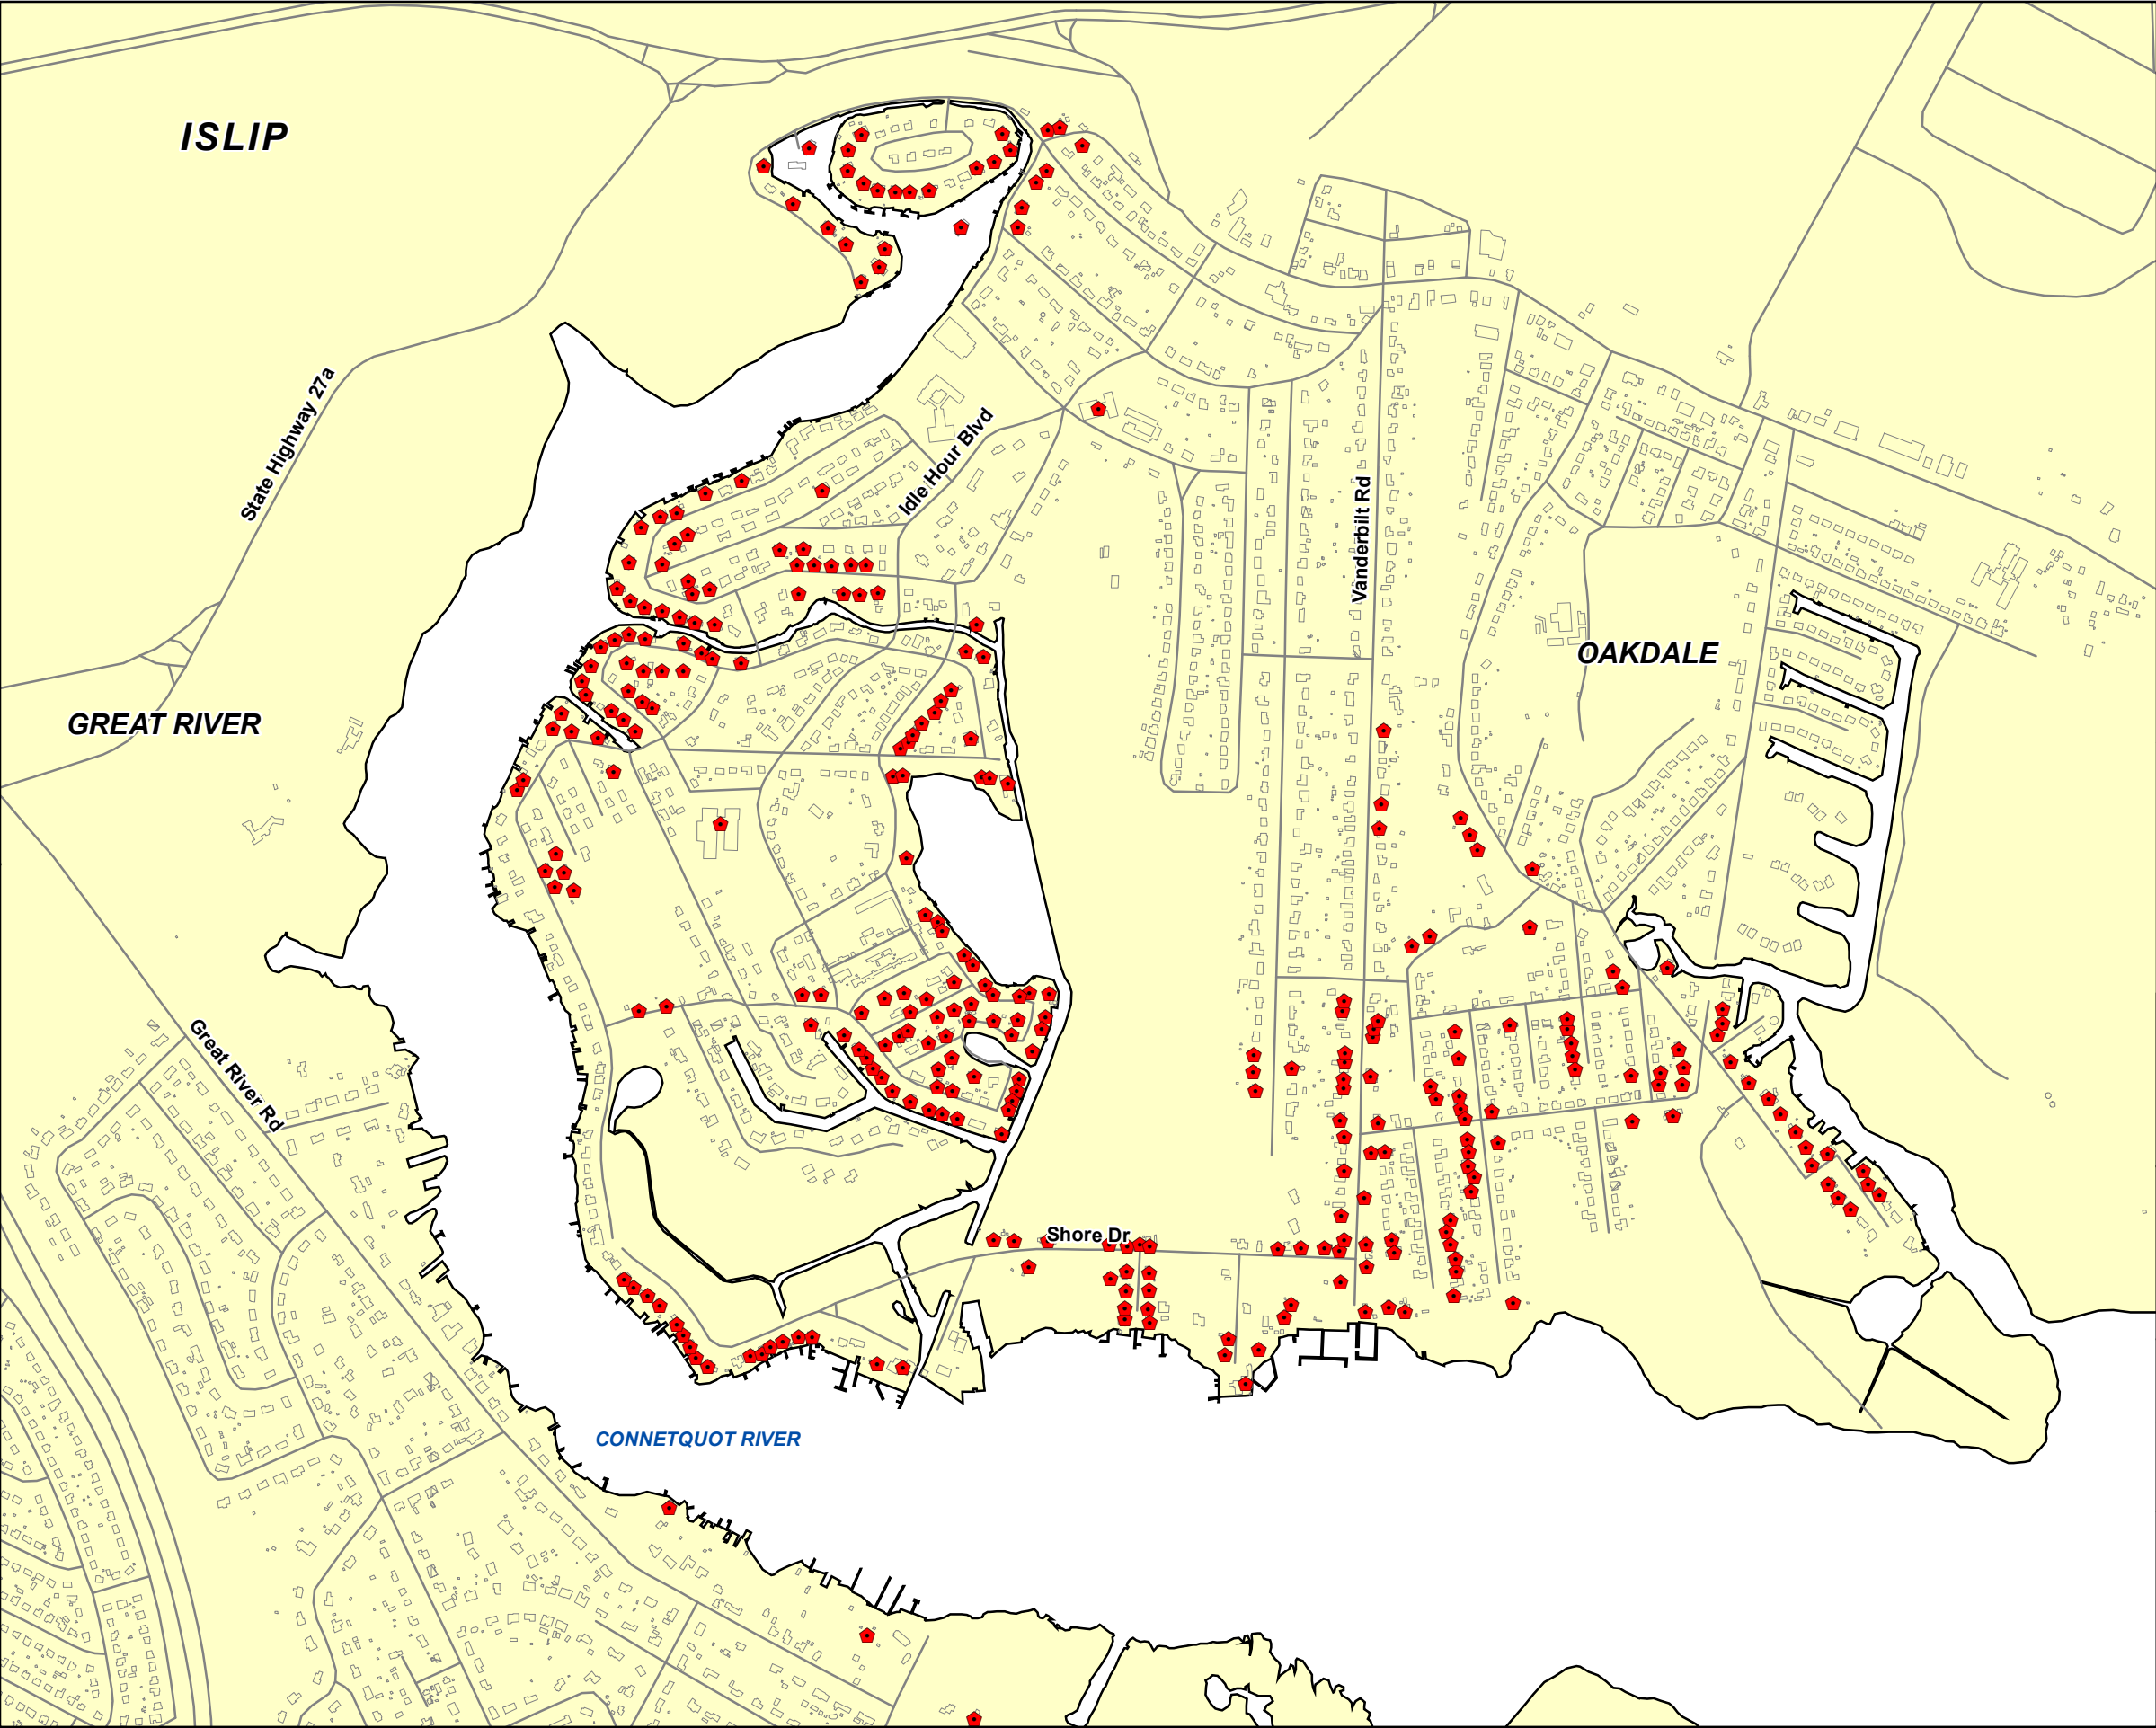 ISLIP
State Highway 27a
Idle Hour Blvd
Vanderbilt Rd
OAKDALE
GREAT RIVER
Great River Rd
Shore Dr
CONNETQUOT RIVER